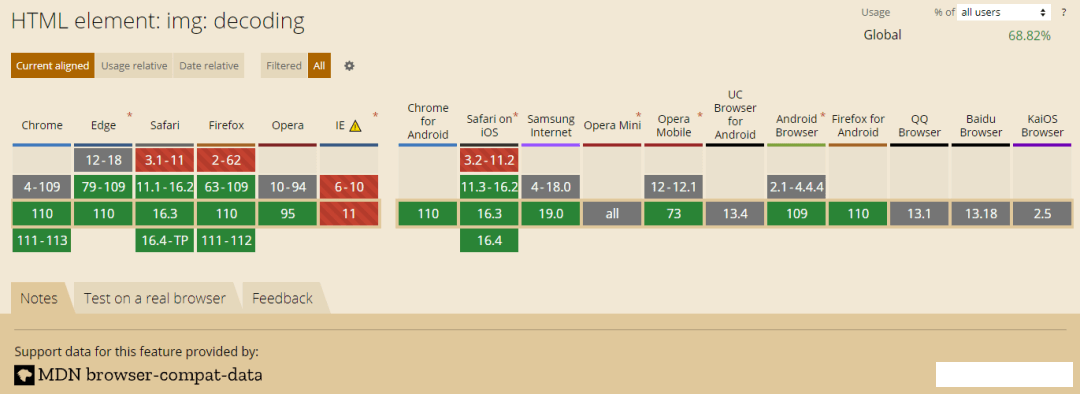 HTML element: img: decoding
Usage % of all users ?
Global 68.82%
Current aligned Usage relative Date relative Filtered All
Chrome Edge * Safari Firefox Opera IE * Chrome for Android Safari on iOS * Samsung Internet Opera Mini * Opera Mobile * UC Browser for Android Android Browser * Firefox for Android QQ Browser Baidu Browser KaiOS Browser
12-18 3.1-11 2-62 3.2-11.2
4-109 79-109 11.1-16.2 63-109 10-94 6-10 11.3-16.2 4-18.0 12-12.1 2.1-4.4.4
110 110 16.3 110 95 11 110 16.3 19.0 all 73 13.4 109 110 13.1 13.18 2.5
111-113 16.4-TP 111-112 16.4
Notes Test on a real browser Feedback
Support data for this feature provided by:
MDN browser-compat-data